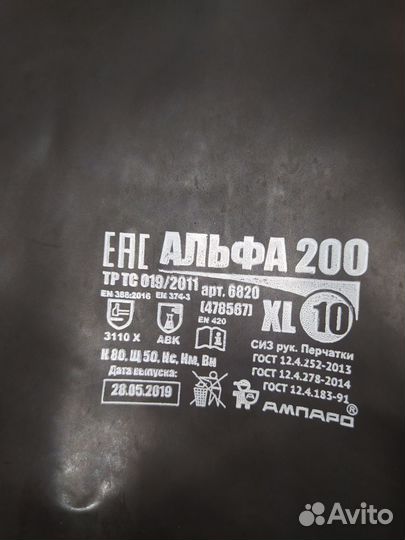 ЕАС АЛЬФА 200
ТР ТС 019/2011 арт. 6820
EN 388:2016 EN 374-3 (478567) XL 10
EN 420
3110 X ABK
СИЗ рук. Перчатки
К 80, Щ 50, Нс, Нм, Вн
ГОСТ 12.4.252-2013
ГОСТ 12.4.278-2014
ГОСТ 12.4.183-91
Дата выпуска:
28.05.2019
АМПАРО®
Avito